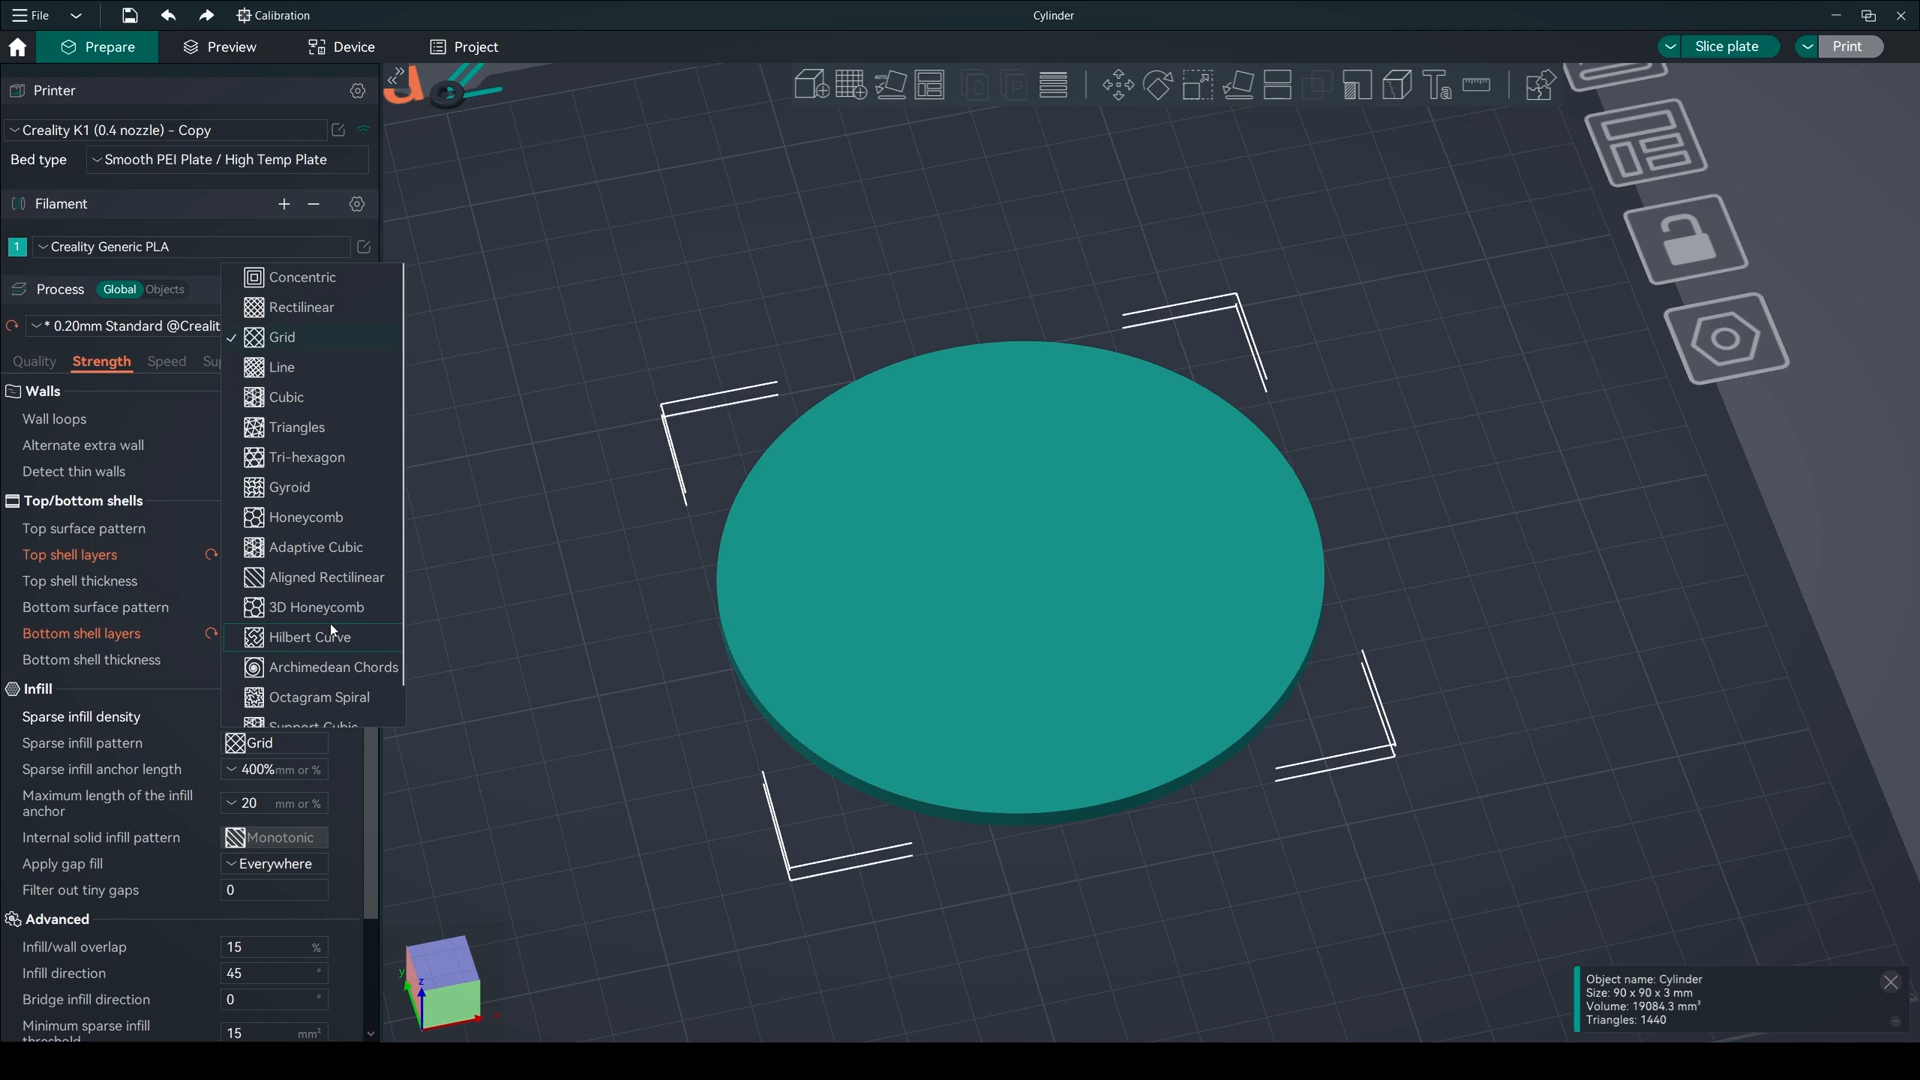 File
Calibration
Cylinder
Prepare
Preview
Device
Project
Slice plate
Print
Printer
Creality K1 (0.4 nozzle) - Copy
Bed type
Smooth PEI Plate / High Temp Plate
Filament
1
Creality Generic PLA
Process
Global
Objects
* 0.20mm Standard @Crealit
Quality
Strength
Speed
Su
Walls
Wall loops
Alternate extra wall
Detect thin walls
Top/bottom shells
Top surface pattern
Top shell layers
Top shell thickness
Bottom surface pattern
Bottom shell layers
Bottom shell thickness
Infill
Sparse infill density
Sparse infill pattern
Grid
Sparse infill anchor length
400% mm or %
Maximum length of the infill
anchor
20 mm or %
Internal solid infill pattern
Monotonic
Apply gap fill
Everywhere
Filter out tiny gaps
0
Advanced
Infill/wall overlap
15 %
Infill direction
45 °
Bridge infill direction
0 °
Minimum sparse infill
threshold
15 mm²
Concentric
Rectilinear
Grid
Line
Cubic
Triangles
Tri-hexagon
Gyroid
Honeycomb
Adaptive Cubic
Aligned Rectilinear
3D Honeycomb
Hilbert Curve
Archimedean Chords
Octagram Spiral
Support Cubic
AUTO
y
z
x
Object name: Cylinder
Size: 90 x 90 x 3 mm
Volume: 19084.3 mm³
Triangles: 1440